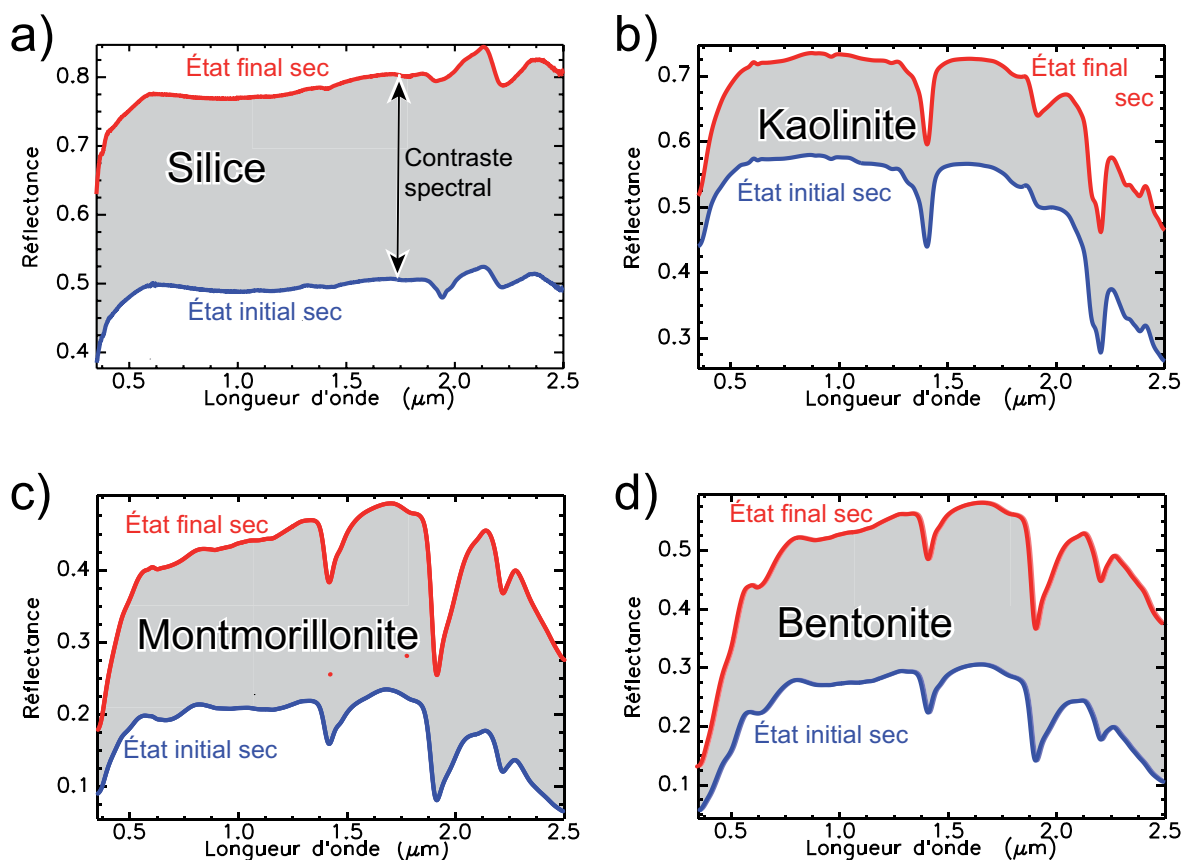 a)
0.8
0.7
0.6
0.5
0.4
Réflectance
État final sec
Silice
Contraste
spectral
État initial sec
0.5 1.0 1.5 2.0 2.5
Longueur d'onde (μm)
b)
0.7
0.6
0.5
0.4
0.3
Réflectance
État final
sec
Kaolinite
État initial sec
0.5 1.0 1.5 2.0 2.5
Longueur d'onde (μm)
c)
0.4
0.3
0.2
0.1
Réflectance
État final sec
Montmorillonite
État initial sec
0.5 1.0 1.5 2.0 2.5
Longueur d'onde (μm)
d)
0.5
0.4
0.3
0.2
0.1
Réflectance
État final sec
Bentonite
État initial sec
0.5 1.0 1.5 2.0 2.5
Longueur d'onde (μm)